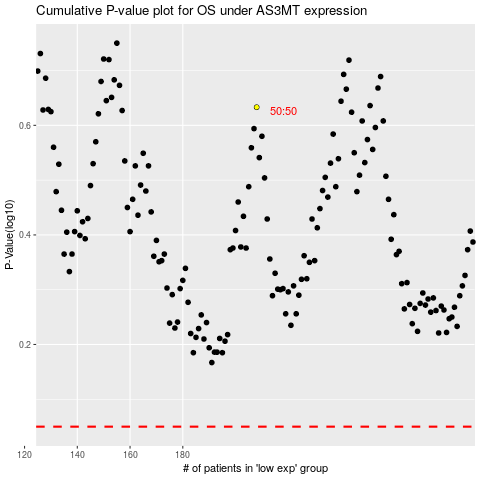 Cumulative P-value plot for OS under AS3MT expression
P-Value(log10)
0.6
0.4
0.2
50:50
120
140
160
180
# of patients in 'low exp' group